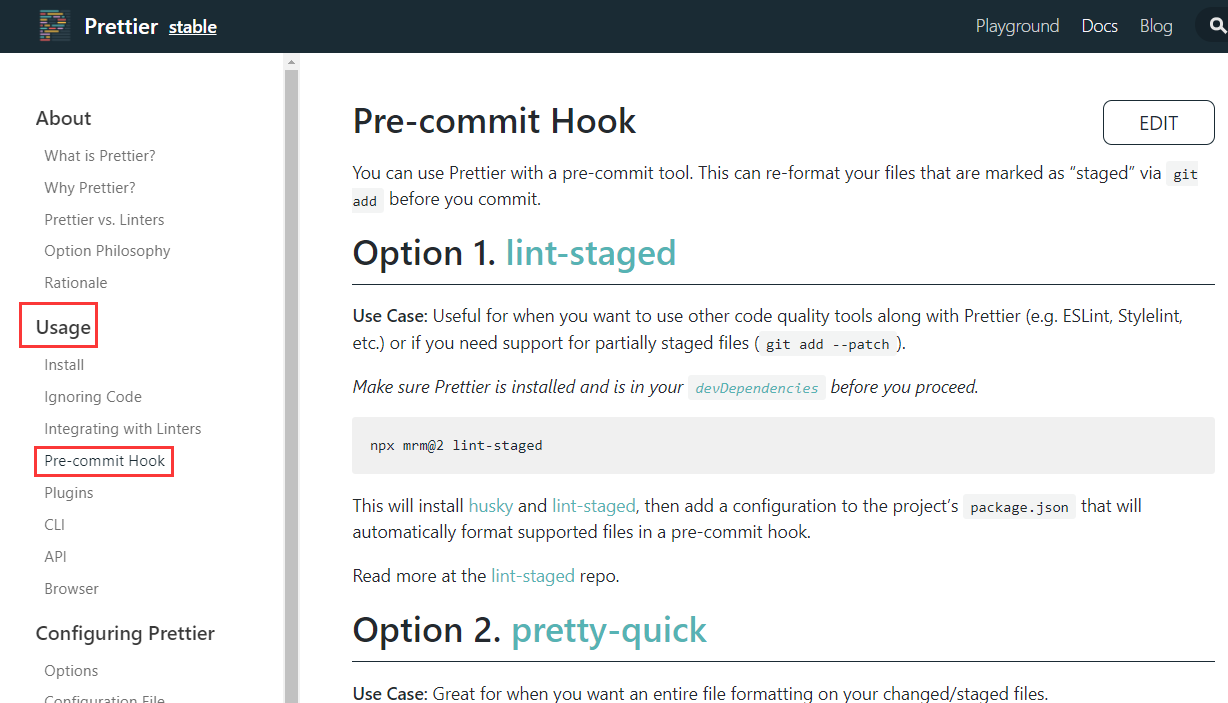 Prettier stable
Playground Docs Blog
About
What is Prettier?
Why Prettier?
Prettier vs. Linters
Option Philosophy
Rationale
Usage
Install
Ignoring Code
Integrating with Linters
Pre-commit Hook
Plugins
CLI
API
Browser
Configuring Prettier
Options
Configuration File
Pre-commit Hook
EDIT
You can use Prettier with a pre-commit tool. This can re-format your files that are marked as “staged” via git
add before you commit.
Option 1. lint-staged
Use Case: Useful for when you want to use other code quality tools along with Prettier (e.g. ESLint, Stylelint,
etc.) or if you need support for partially staged files ( git add --patch ).
Make sure Prettier is installed and is in your devDependencies before you proceed.
npx mrm@2 lint-staged
This will install husky and lint-staged, then add a configuration to the project’s package.json that will
automatically format supported files in a pre-commit hook.
Read more at the lint-staged repo.
Option 2. pretty-quick
Use Case: Great for when you want an entire file formatting on your changed/staged files.